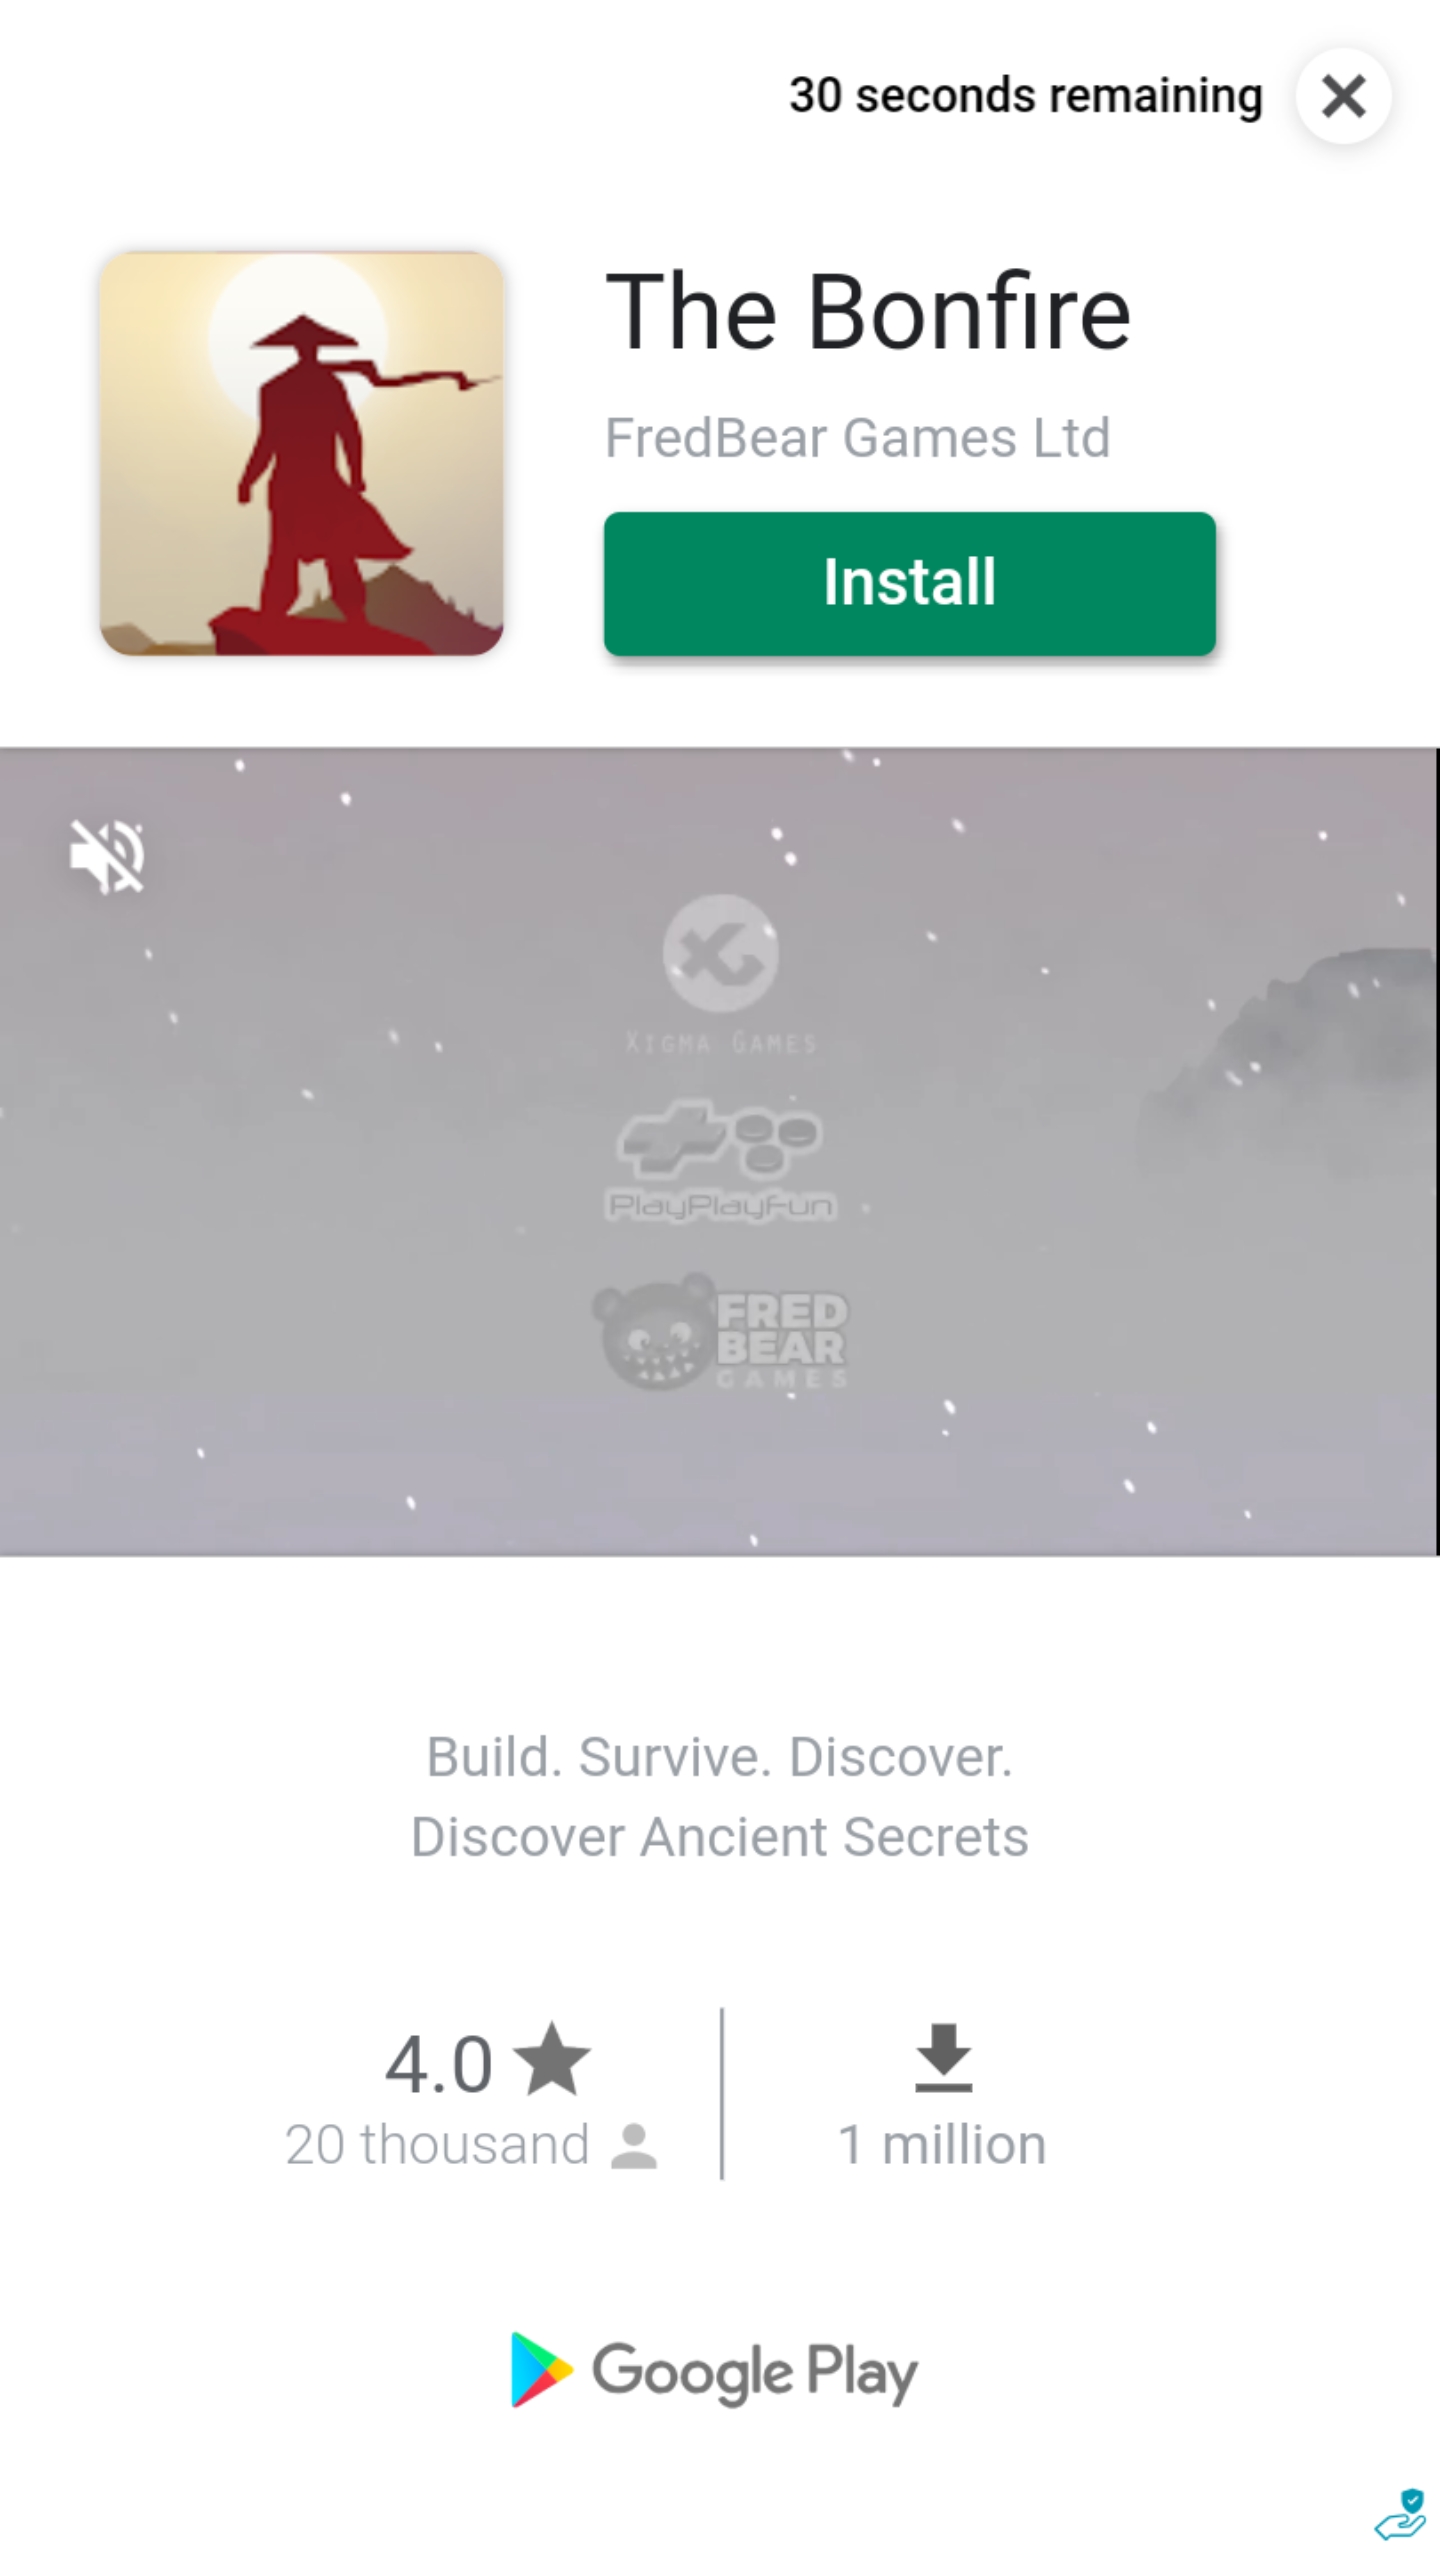 30 seconds remaining
The Bonfire
FredBear Games Ltd
Install
XIGMA GAMES
PlayPlayFun
FRED
BEAR
GAMES
Build. Survive. Discover.
Discover Ancient Secrets
4.0
20 thousand
1 million
Google Play